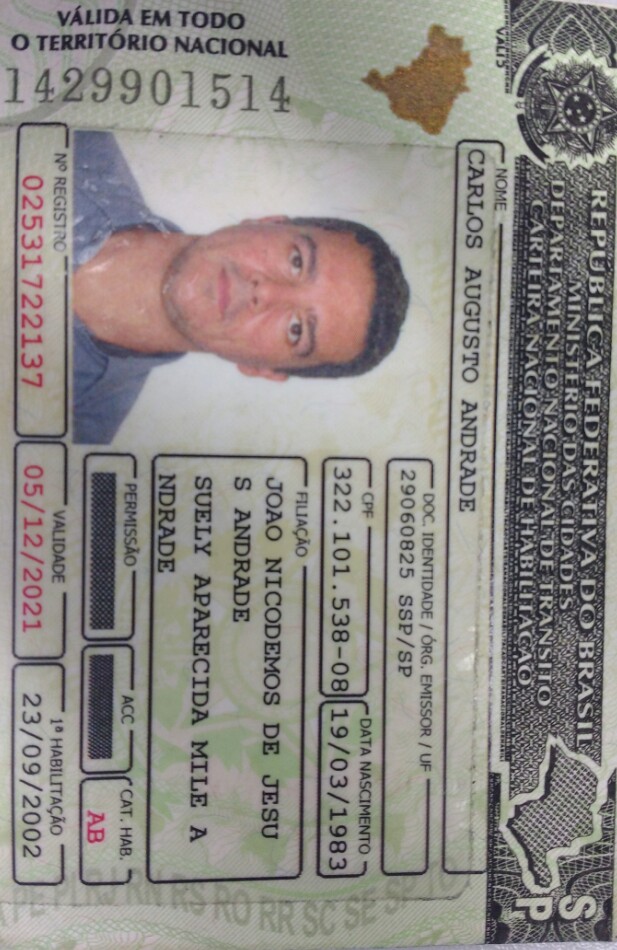 REPÚBLICA FEDERATIVA DO BRASIL
MINISTÉRIO DAS CIDADES
DEPARTAMENTO NACIONAL DE TRÂNSITO
CARTEIRA NACIONAL DE HABILITAÇÃO
SP
NOME
CARLOS AUGUSTO ANDRADE
DOC. IDENTIDADE / ÓRG. EMISSOR / UF
29060825 SSP/SP
CPF
DATA NASCIMENTO
322.101.538-08
19/03/1983
FILIAÇÃO
JOAO NICODEMOS DE JESU
S ANDRADE
SUELY APARECIDA MILE A
NDRADE
PERMISSÃO
ACC
CAT. HAB.
AB
Nº REGISTRO
VALIDADE
1ª HABILITAÇÃO
02531722137
05/12/2021
23/09/2002
VÁLIDA EM TODO
O TERRITÓRIO NACIONAL
1429901514
RN RS RO RR SC SE SP TO